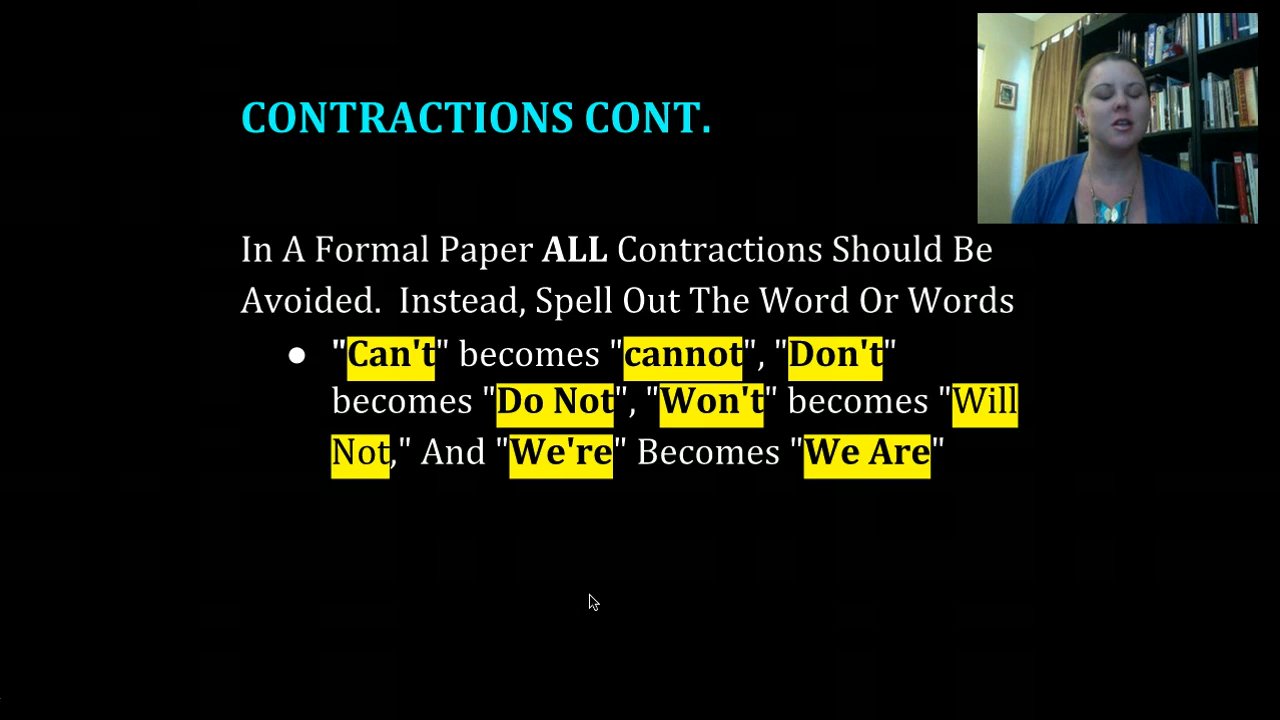 CONTRACTIONS CONT.
In A Formal Paper ALL Contractions Should Be
Avoided.  Instead, Spell Out The Word Or Words
● "Can't" becomes "cannot", "Don't"
becomes "Do Not", "Won't" becomes "Will
Not," And "We're" Becomes "We Are"